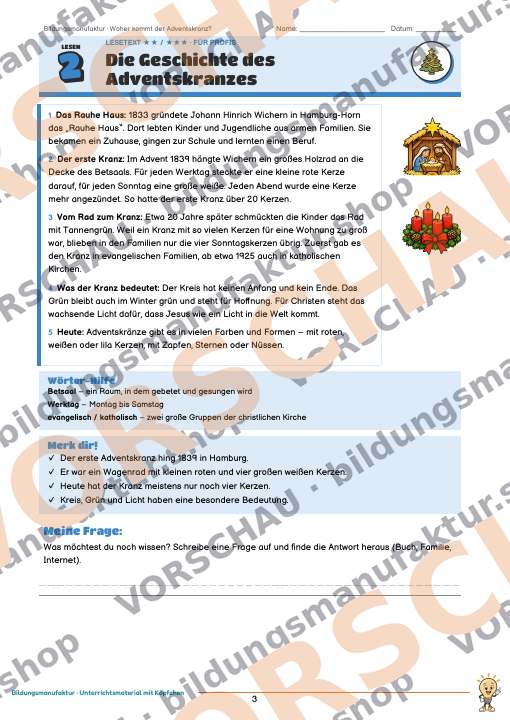 Bildungsmanufaktur · Woher kommt der Adventskranz? Name: Datum:
LESEN
2
LESETEXT ★★ / ★★★ · FÜR PROFIS
Die Geschichte des
Adventskranzes
1 Das Rauhe Haus: 1833 gründete Johann Hinrich Wichern in Hamburg-Horn
das „Rauhe Haus“. Dort lebten Kinder und Jugendliche aus armen Familien. Sie
bekamen ein Zuhause, gingen zur Schule und lernten einen Beruf.
2 Der erste Kranz: Im Advent 1839 hängte Wichern ein großes Holzrad an die
Decke des Betsaals. Für jeden Werktag steckte er eine kleine rote Kerze
darauf, für jeden Sonntag eine große weiße. Jeden Abend wurde eine Kerze
mehr angezündet. So hatte der erste Kranz über 20 Kerzen.
3 Vom Rad zum Kranz: Etwa 20 Jahre später schmückten die Kinder das Rad
mit Tannengrün. Weil ein Kranz mit so vielen Kerzen für eine Wohnung zu groß
war, blieben in den Familien nur die vier Sonntagskerzen übrig. Zuerst gab es
den Kranz in evangelischen Familien, ab etwa 1925 auch in katholischen
Kirchen.
4 Was der Kranz bedeutet: Der Kreis hat keinen Anfang und kein Ende. Das
Grün bleibt auch im Winter grün und steht für Hoffnung. Für Christen steht das
wachsende Licht dafür, dass Jesus wie ein Licht in die Welt kommt.
5 Heute: Adventskränze gibt es in vielen Farben und Formen – mit roten,
weißen oder lila Kerzen, mit Zapfen, Sternen oder Nüssen.
Wörter-Hilfe
Betsaal – ein Raum, in dem gebetet und gesungen wird
Werktag – Montag bis Samstag
evangelisch / katholisch – zwei große Gruppen der christlichen Kirche
Merk dir!
✓ Der erste Adventskranz hing 1839 in Hamburg.
✓ Er war ein Wagenrad mit kleinen roten und vier großen weißen Kerzen.
✓ Heute hat der Kranz meistens nur noch vier Kerzen.
✓ Kreis, Grün und Licht haben eine besondere Bedeutung.
Meine Frage:
Was möchtest du noch wissen? Schreibe eine Frage auf und finde die Antwort heraus (Buch, Familie,
Internet).
Bildungsmanufaktur · Unterrichtsmaterial mit Köpfchen
3
VORSCHAU · bildungsmanufaktur.shop